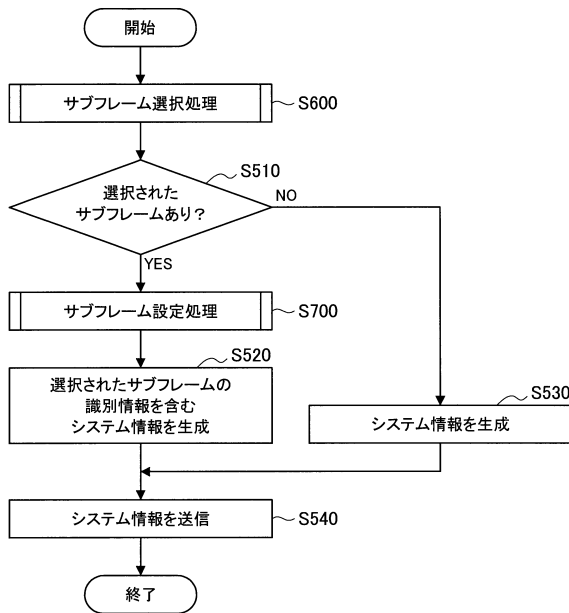 開始
サブフレーム選択処理
S600
S510
選択された
サブフレームあり？
NO
YES
サブフレーム設定処理
S700
S520
選択されたサブフレームの
識別情報を含む
システム情報を生成
S530
システム情報を生成
システム情報を送信
S540
終了